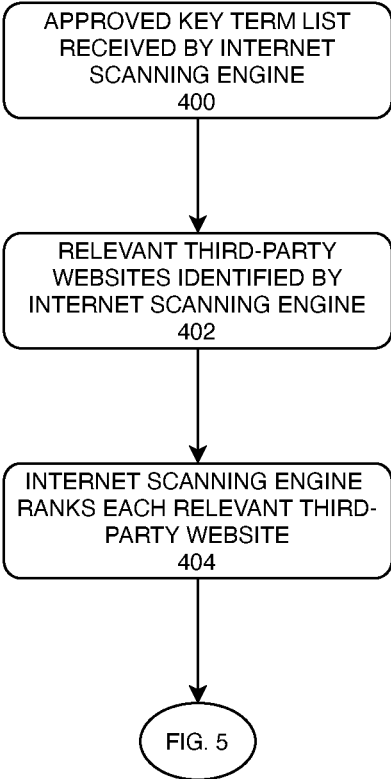 APPROVED KEY TERM LIST
RECEIVED BY INTERNET
SCANNING ENGINE
400
RELEVANT THIRD-PARTY
WEBSITES IDENTIFIED BY
INTERNET SCANNING ENGINE
402
INTERNET SCANNING ENGINE
RANKS EACH RELEVANT THIRD-
PARTY WEBSITE
404
FIG. 5